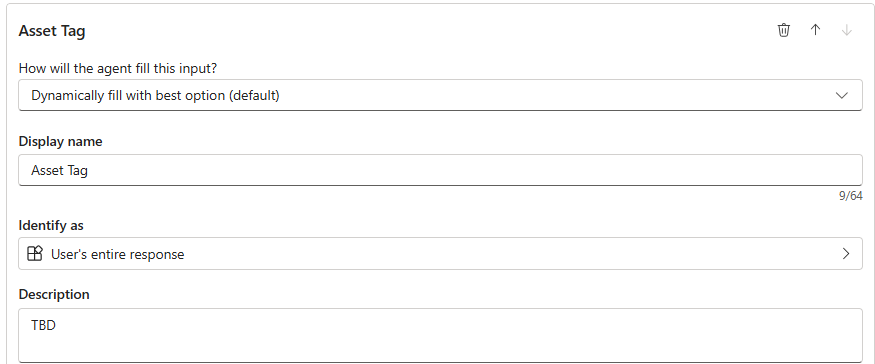 Asset Tag
How will the agent fill this input?
Dynamically fill with best option (default)
Display name
Asset Tag
9/64
Identify as
User's entire response
Description
TBD